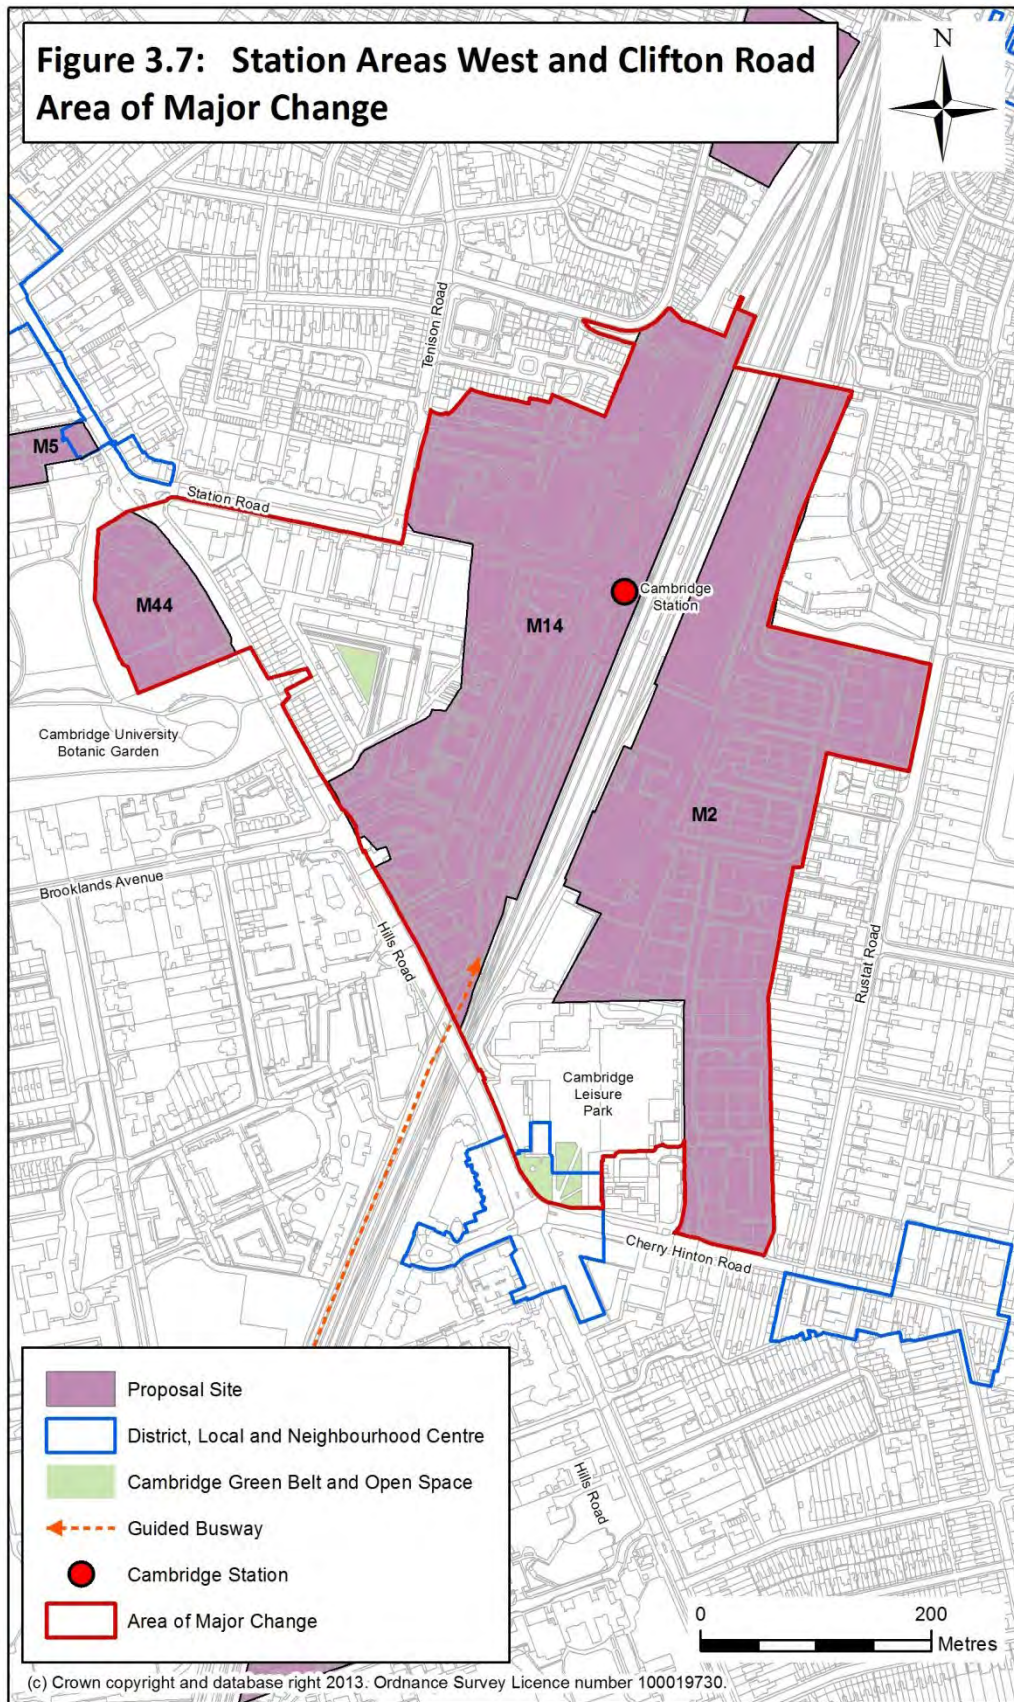 Figure 3.7: Station Areas West and Clifton Road
Area of Major Change
N
Tenison Road
M5
Station Road
M44
M14
Cambridge
Station
Cambridge University
Botanic Garden
M2
Brooklands Avenue
Hills Road
Rustat Road
Cambridge
Leisure
Park
Cherry Hinton Road
Hills Road
Proposal Site
District, Local and Neighbourhood Centre
Cambridge Green Belt and Open Space
Guided Busway
Cambridge Station
Area of Major Change
0 200
Metres
(c) Crown copyright and database right 2013. Ordnance Survey Licence number 100019730.